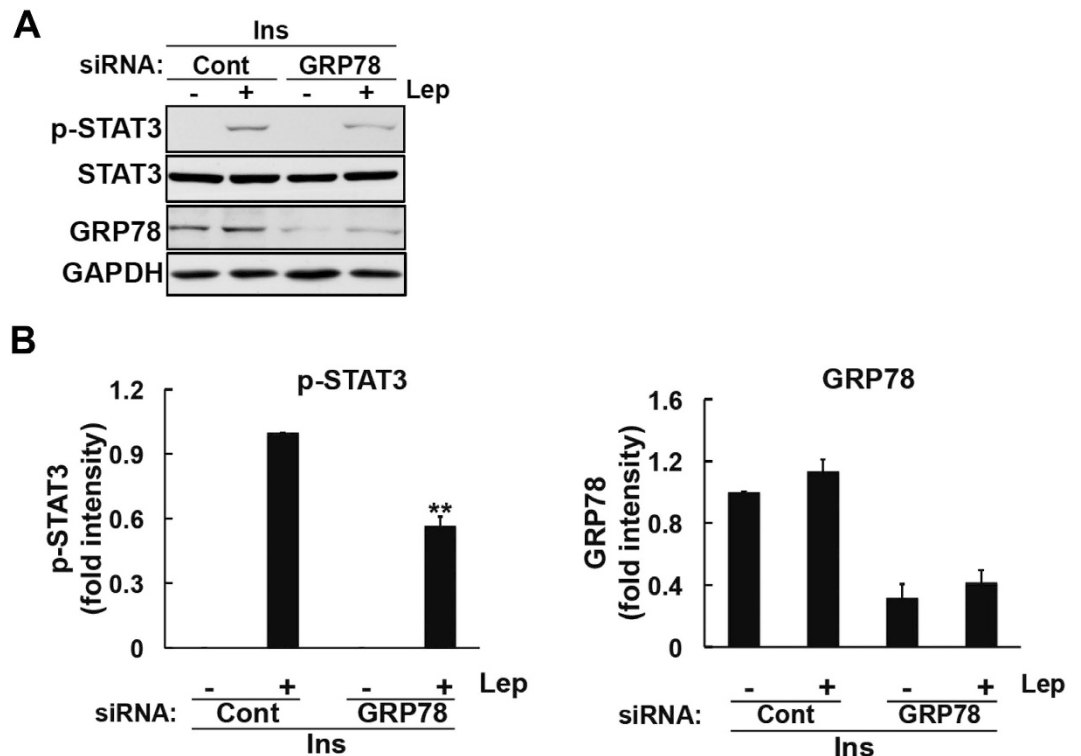 A
Ins
siRNA: Cont GRP78
- + - + Lep
p-STAT3
STAT3
GRP78
GAPDH
B
p-STAT3
p-STAT3
(fold intensity)
1.2
0.9
0.6
0.3
0
**
- + - + Lep
siRNA: Cont GRP78
Ins
GRP78
GRP78
(fold intensity)
1.6
1.2
0.8
0.4
0
- + - + Lep
siRNA: Cont GRP78
Ins